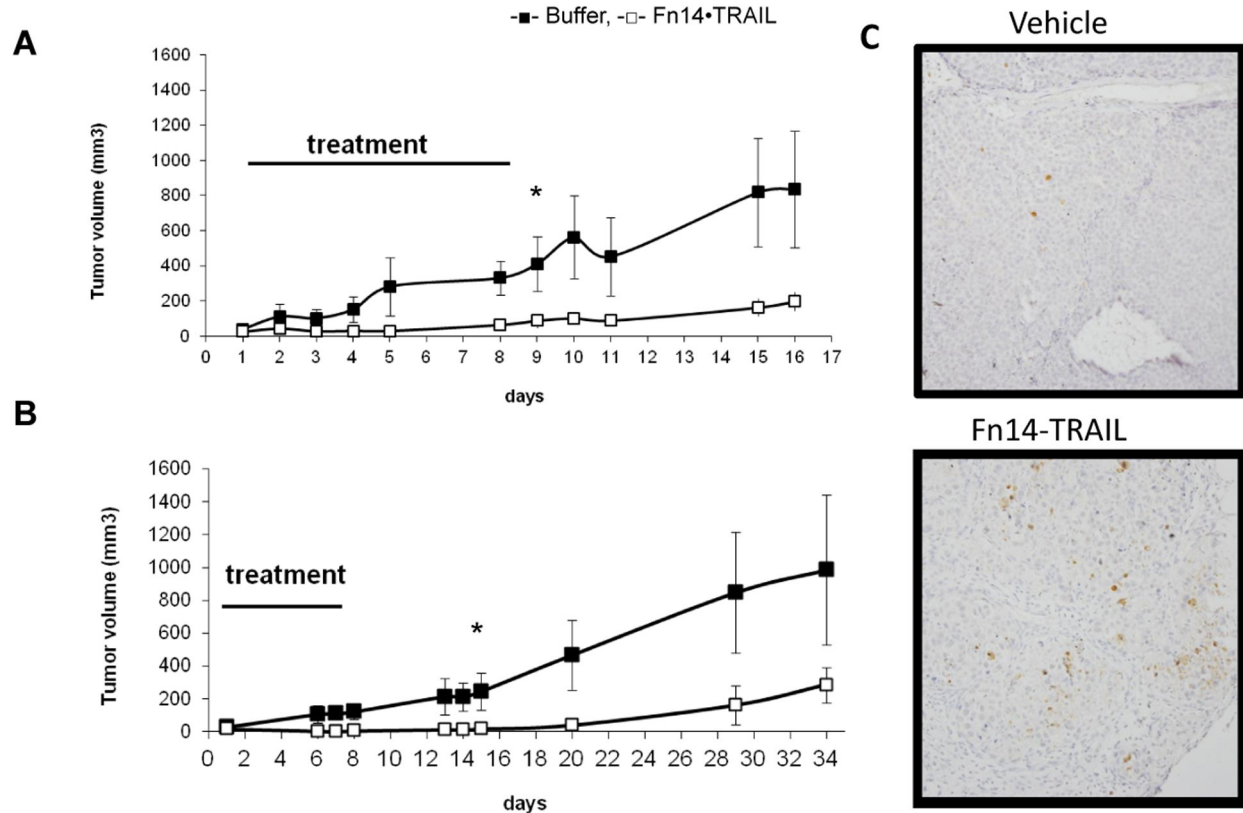 -■- Buffer, -□- Fn14•TRAIL
A
1600
1400
1200
1000
800
600
400
200
0
Tumor volume (mm3)
treatment
*
0 1 2 3 4 5 6 7 8 9 10 11 12 13 14 15 16 17
days
B
1600
1400
1200
1000
800
600
400
200
0
Tumor volume (mm3)
treatment
*
0 2 4 6 8 10 12 14 16 18 20 22 24 26 28 30 32 34
days
C
Vehicle
Fn14-TRAIL